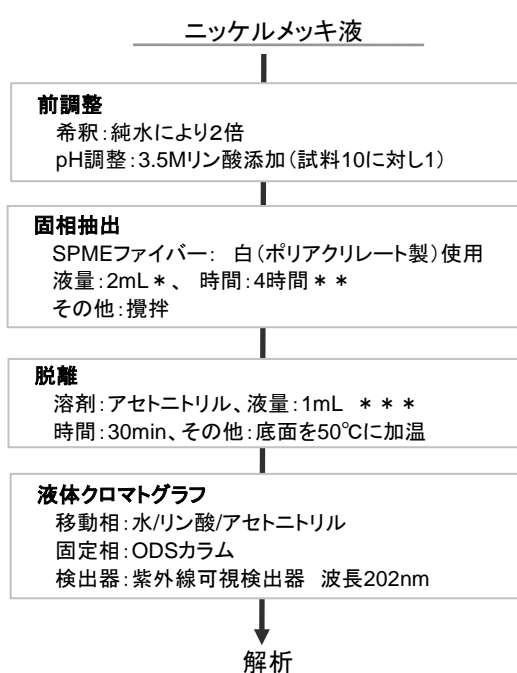 ニッケルメッキ液
前調整
希釈：純水により2倍
pH調整：3.5Mリン酸添加（試料10に対し1）
固相抽出
SPMEファイバー：　白（ポリアクリレート製）使用
液量：2mL＊、　時間：4時間＊＊
その他：攪拌
脱離
溶剤：アセトニトリル、液量：1mL　＊＊＊
時間：30min、その他：底面を50℃に加温
液体クロマトグラフ
移動相：水/リン酸/アセトニトリル
固定相：ODSカラム
検出器：紫外線可視検出器　波長202nm
解析